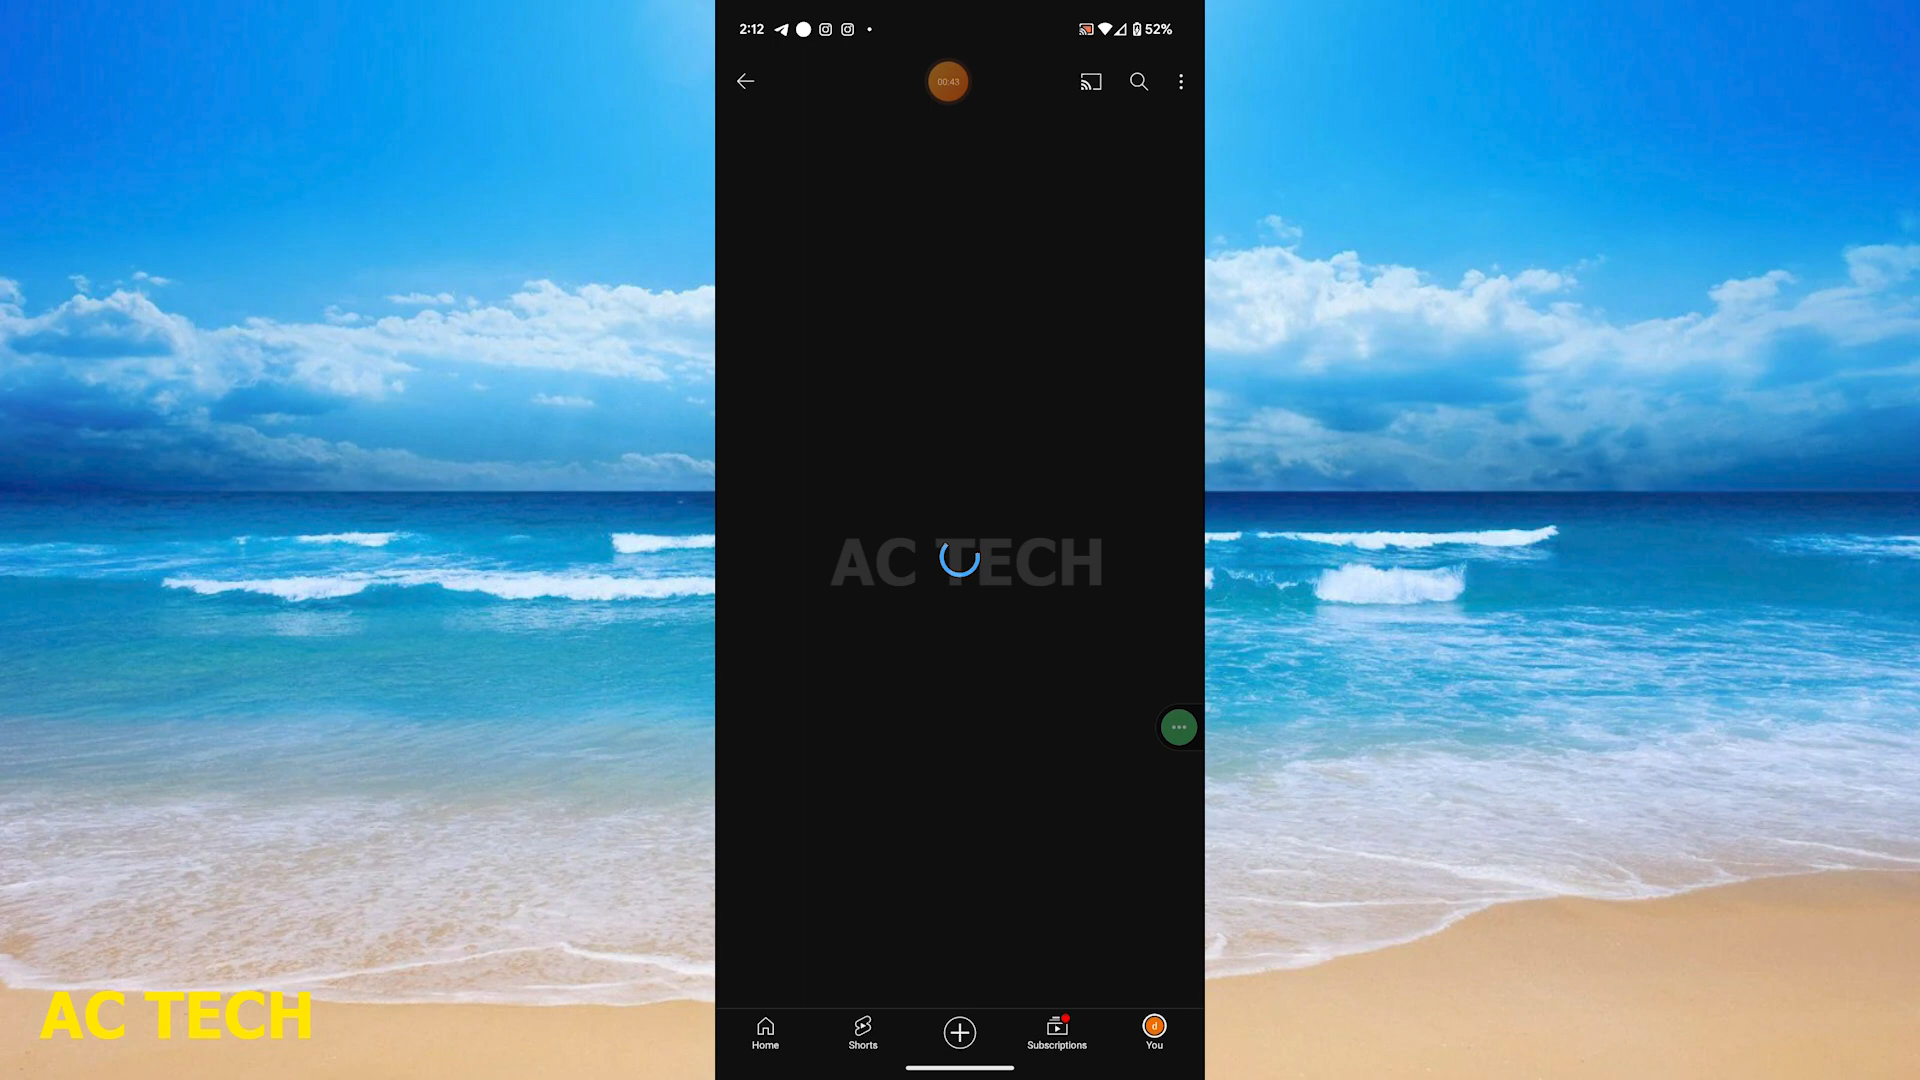 2:12
52%
00:43
AC TECH
Home
Shorts
Subscriptions
d
You
AC TECH